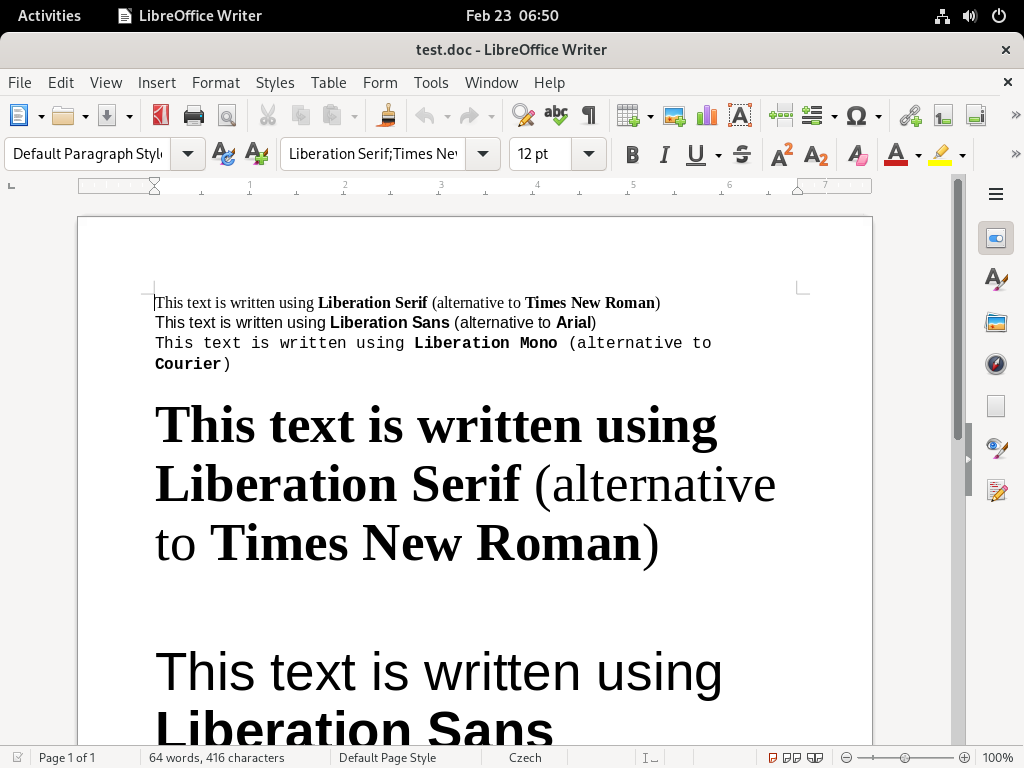 Activities LibreOffice Writer Feb 23 06:50
test.doc - LibreOffice Writer
File Edit View Insert Format Styles Table Form Tools Window Help
Default Paragraph Liberation Serif;Times 12 pt
1 2 3 4 5 6 7
This text is written using Liberation Serif (alternative to Times New Roman)
This text is written using Liberation Sans (alternative to Arial)
This text is written using Liberation Mono (alternative to
Courier)
This text is written using
Liberation Serif (alternative
to Times New Roman)
This text is written using
Liberation Sans
Page 1 of 1 64 words, 416 characters Default Page Style Czech 100%